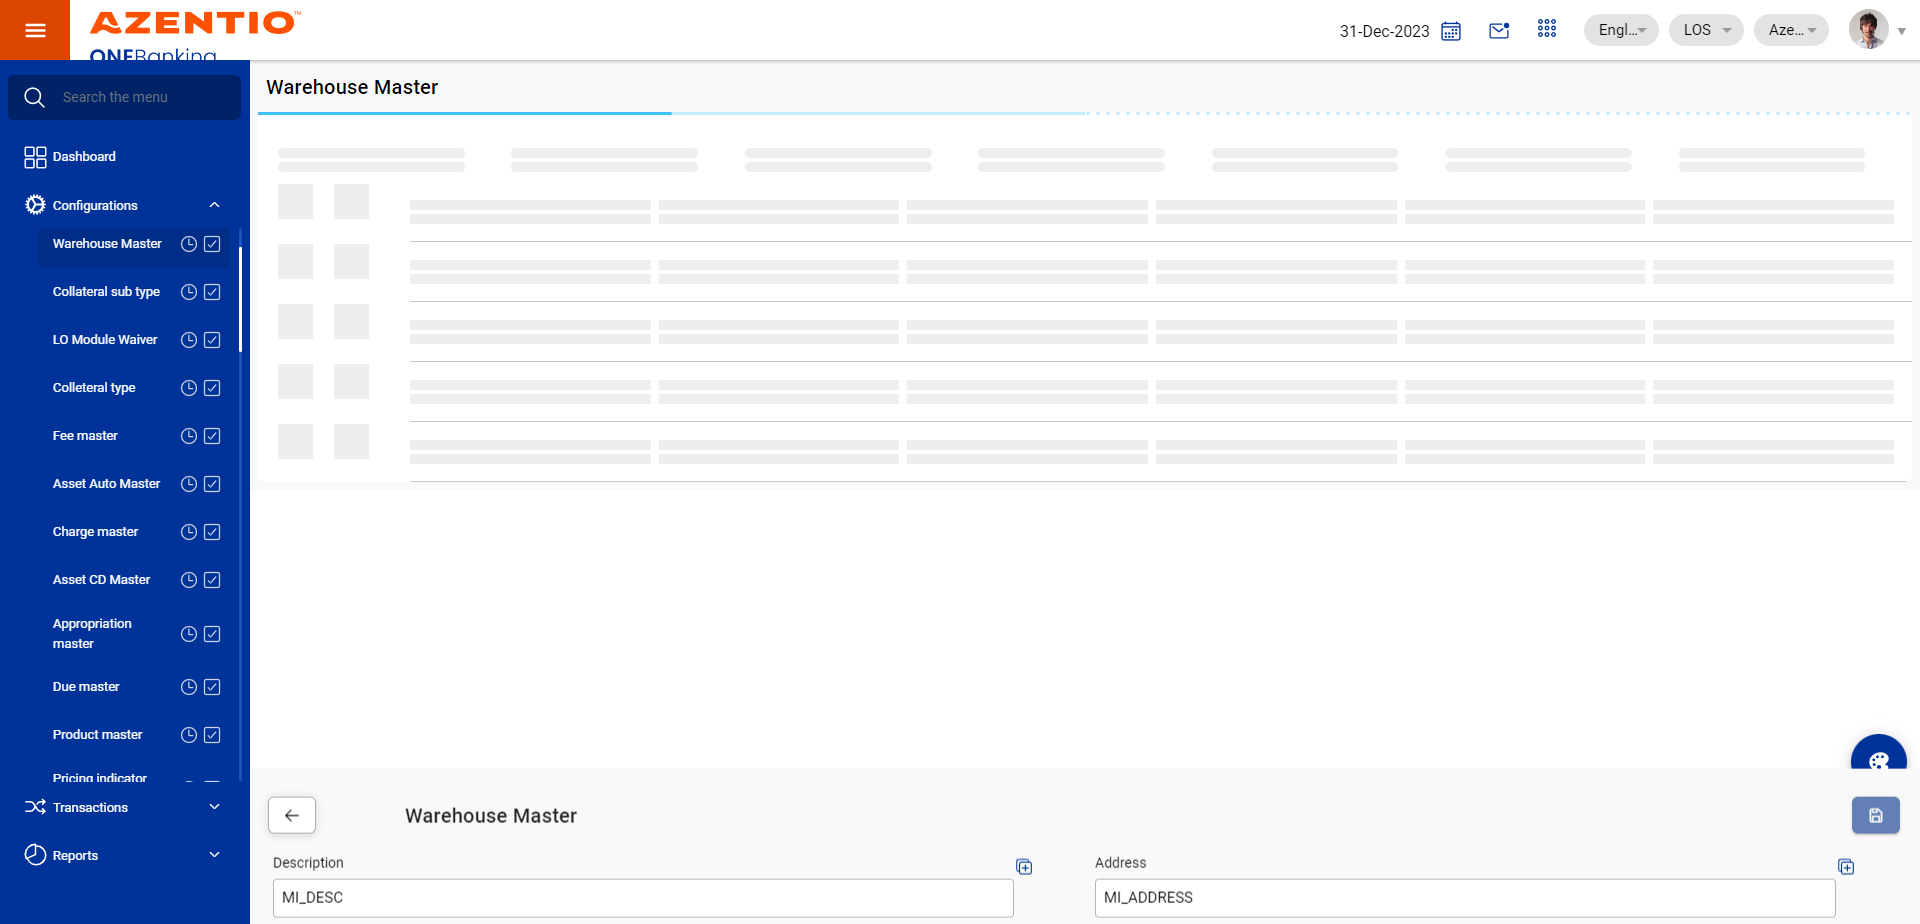 AZENTIO™
ONEBanking
31-Dec-2023
Engl...
LOS
Aze...
Search the menu
Dashboard
Configurations
Warehouse Master
Collateral sub type
LO Module Waiver
Colleteral type
Fee master
Asset Auto Master
Charge master
Asset CD Master
Appropriation
master
Due master
Product master
Pricing indicator
Transactions
Reports
Warehouse Master
Warehouse Master
Description
MI_DESC
Address
MI_ADDRESS